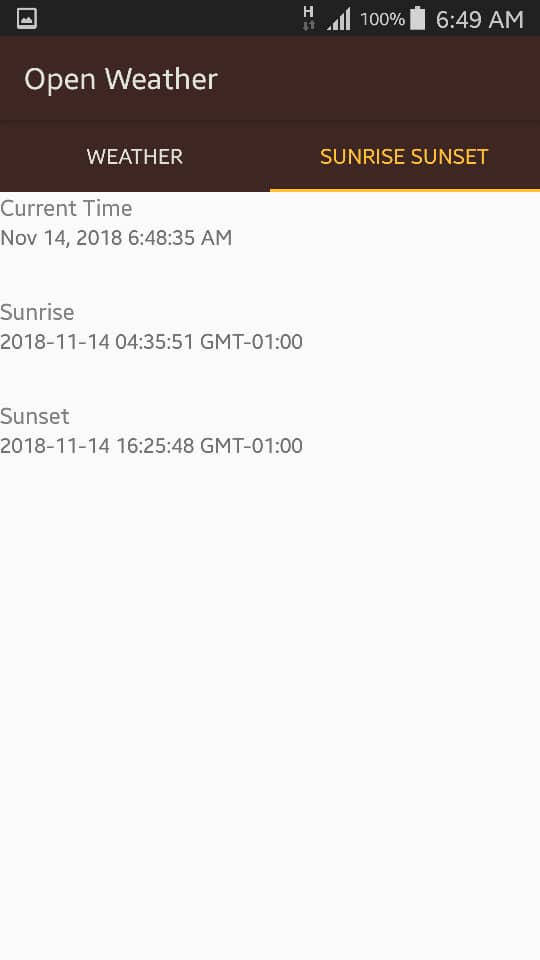 H 100% 6:49 AM
Open Weather
WEATHER SUNRISE SUNSET
Current Time
Nov 14, 2018 6:48:35 AM
Sunrise
2018-11-14 04:35:51 GMT-01:00
Sunset
2018-11-14 16:25:48 GMT-01:00